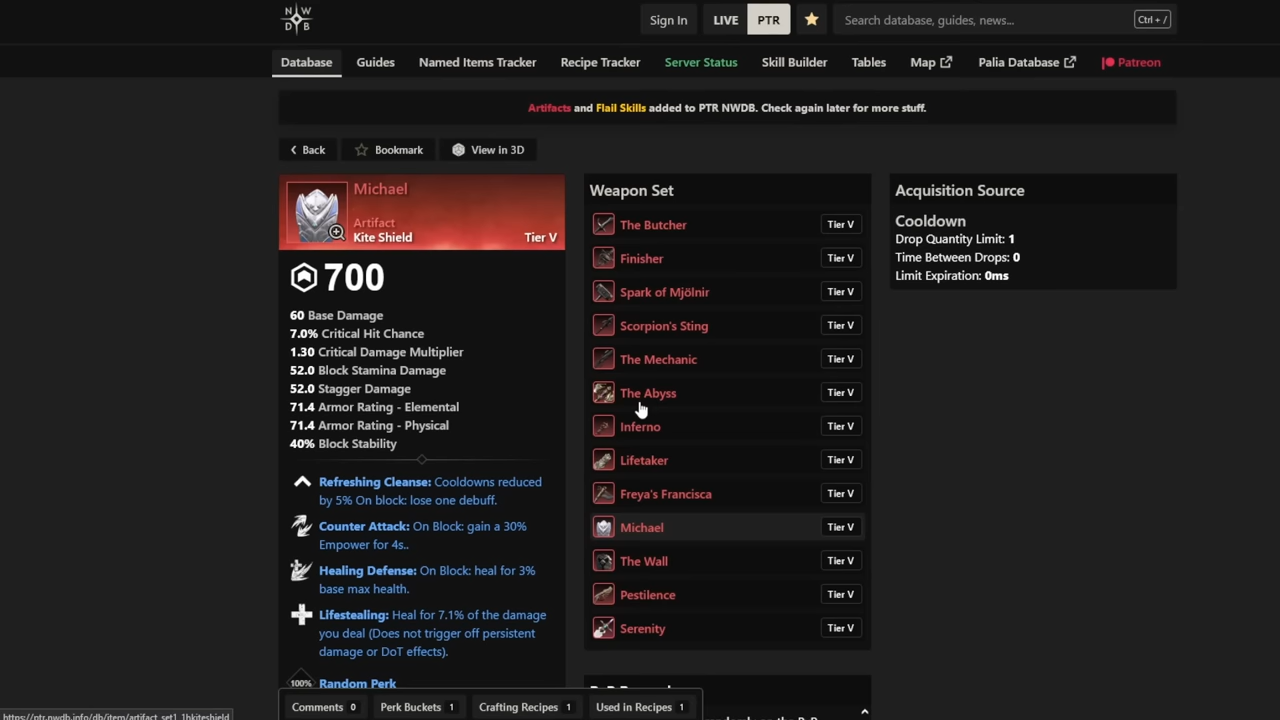 NW
DB
Sign In
LIVE
PTR
Search database, guides, news...
Ctrl + /
Database
Guides
Named Items Tracker
Recipe Tracker
Server Status
Skill Builder
Tables
Map
Palia Database
Patreon
Artifacts and Flail Skills added to PTR NWDB. Check again later for more stuff.
Back
Bookmark
View in 3D
Michael
Artifact
Kite Shield
Tier V
700
60 Base Damage
7.0% Critical Hit Chance
1.30 Critical Damage Multiplier
52.0 Block Stamina Damage
52.0 Stagger Damage
71.4 Armor Rating - Elemental
71.4 Armor Rating - Physical
40% Block Stability
Refreshing Cleanse: Cooldowns reduced
by 5% On block: lose one debuff.
Counter Attack: On Block: gain a 30%
Empower for 4s..
Healing Defense: On Block: heal for 3%
base max health.
Lifestealing: Heal for 7.1% of the damage
you deal (Does not trigger off persistent
damage or DoT effects).
100%
Random Perk
Weapon Set
The Butcher Tier V
Finisher Tier V
Spark of Mjölnir Tier V
Scorpion's Sting Tier V
The Mechanic Tier V
The Abyss Tier V
Inferno Tier V
Lifetaker Tier V
Freya's Francisca Tier V
Michael Tier V
The Wall Tier V
Pestilence Tier V
Serenity Tier V
Acquisition Source
Cooldown
Drop Quantity Limit: 1
Time Between Drops: 0
Limit Expiration: 0ms
Comments 0
Perk Buckets 1
Crafting Recipes 1
Used in Recipes 1
https://ptr.nwdb.info/db/item/artifact_set1_1hkiteshield